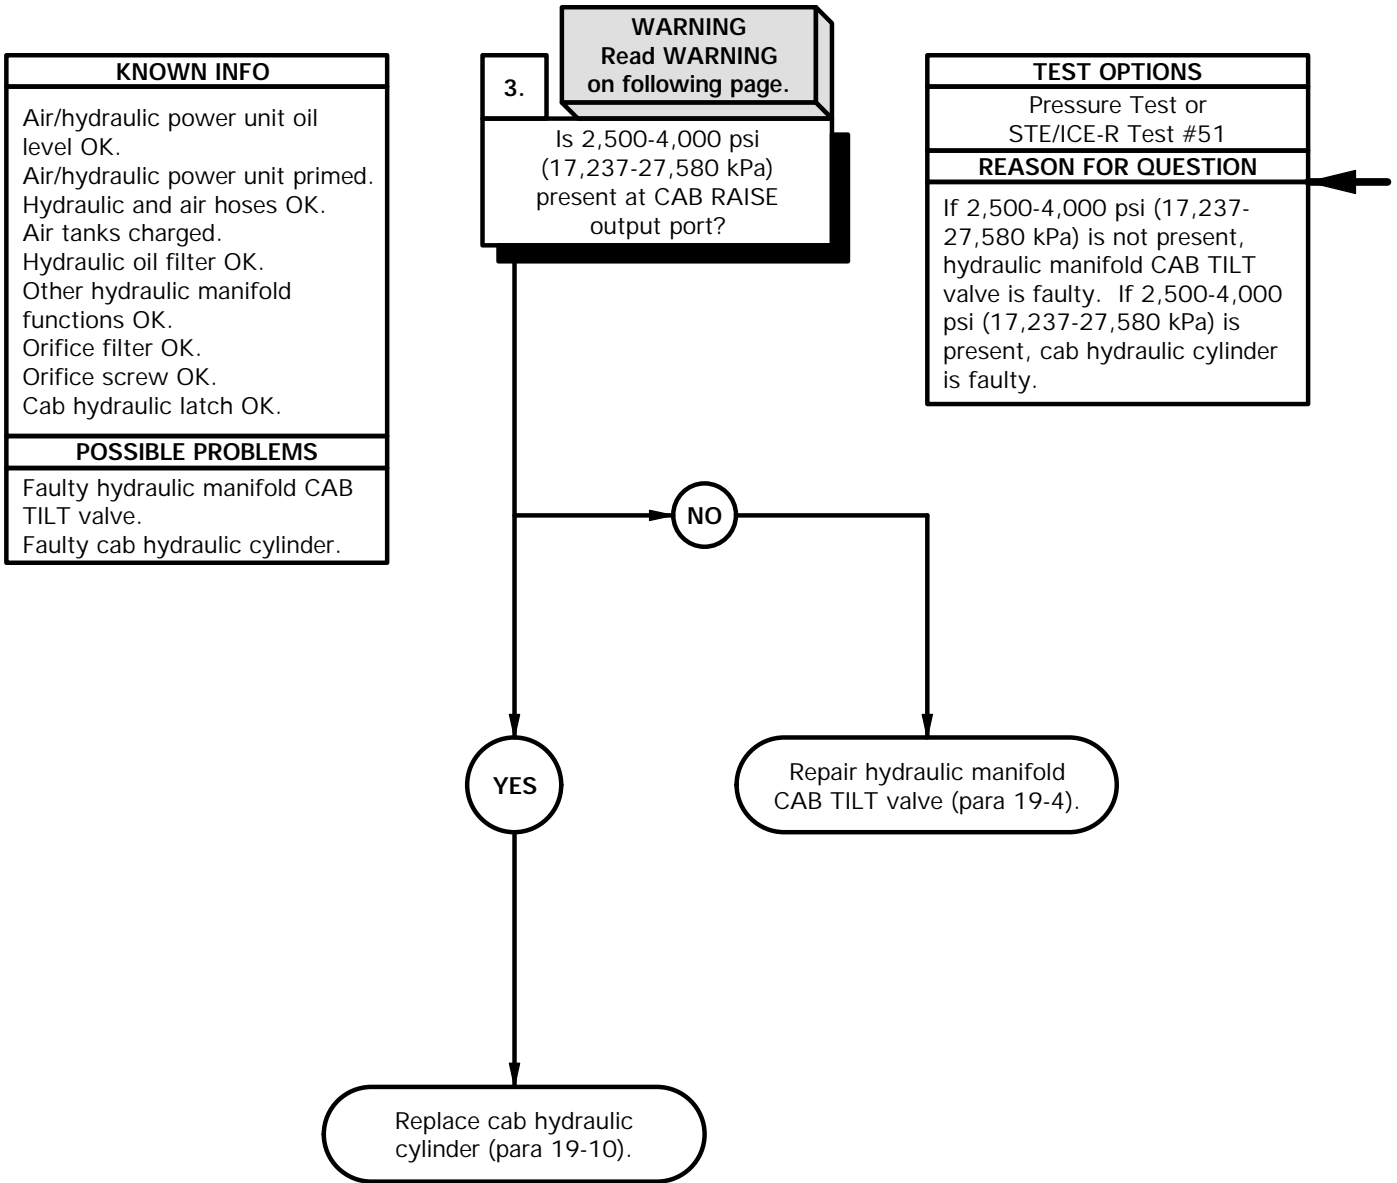 KNOWN INFO
Air/hydraulic power unit oil
level OK.
Air/hydraulic power unit primed.
Hydraulic and air hoses OK.
Air tanks charged.
Hydraulic oil filter OK.
Other hydraulic manifold
functions OK.
Orifice filter OK.
Orifice screw OK.
Cab hydraulic latch OK.
POSSIBLE PROBLEMS
Faulty hydraulic manifold CAB
TILT valve.
Faulty cab hydraulic cylinder.
WARNING
Read WARNING
on following page.
3.
Is 2,500-4,000 psi
(17,237-27,580 kPa)
present at CAB RAISE
output port?
TEST OPTIONS
Pressure Test or
STE/ICE-R Test #51
REASON FOR QUESTION
If 2,500-4,000 psi (17,237-
27,580 kPa) is not present,
hydraulic manifold CAB TILT
valve is faulty.  If 2,500-4,000
psi (17,237-27,580 kPa) is
present, cab hydraulic cylinder
is faulty.
NO
YES
Repair hydraulic manifold
CAB TILT valve (para 19-4).
Replace cab hydraulic
cylinder (para 19-10).